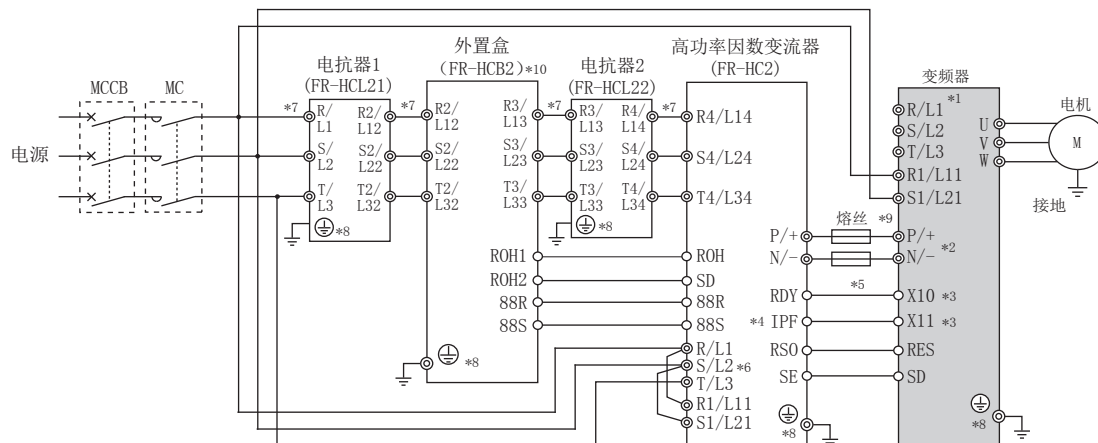 外置盒
(FR-HCB2)*10
高功率因数变流器
(FR-HC2)
电抗器1
(FR-HCL21)
电抗器2
(FR-HCL22)
变频器
MCCB
MC
电源
*7
R/
L1
R2/
L12
*7
R2/
L12
R3/
L13
*7
R3/
L13
R4/
L14
*7
R4/L14
S/
L2
S2/
L22
S2/
L22
S3/
L23
S3/
L23
S4/
L24
S4/L24
T/
L3
T2/
L32
T2/
L32
T3/
L33
T3/
L33
T4/
L34
T4/L34
*8
*8
R/L1
*1
S/L2
T/L3
R1/L11
S1/L21
U
V
W
电机
M
接地
熔丝
*9
P/+
P/+
*2
N/-
N/-
ROH1
ROH
ROH2
SD
88R
88R
88S
88S
*5
RDY
X10
*3
*4
IPF
X11
*3
RSO
RES
SE
SD
*8
R/L1
S/L2
*6
T/L3
R1/L11
S1/L21
*8
*8